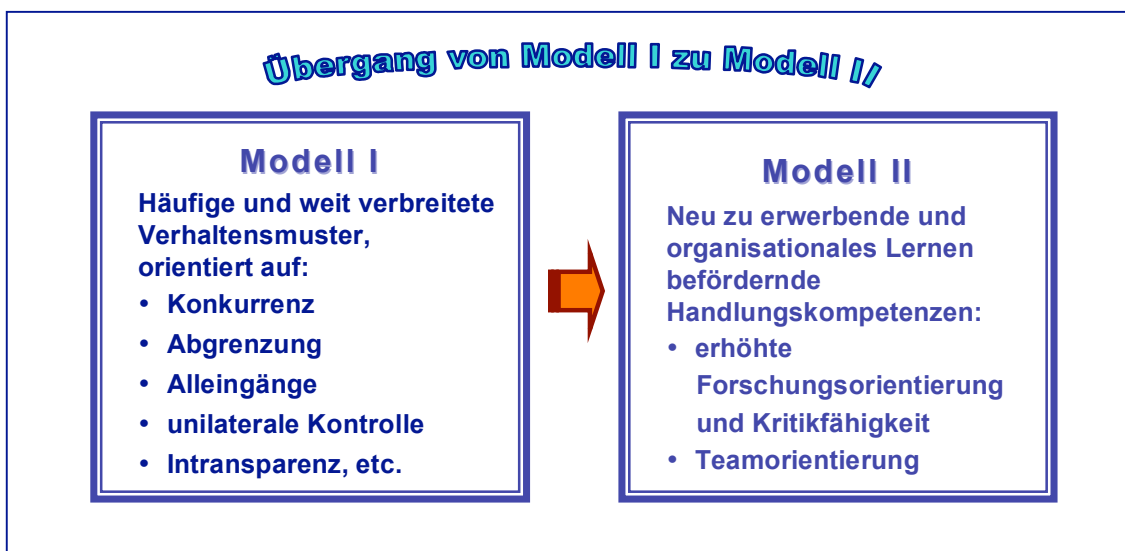 Übergang von Modell I zu Modell II
Modell I
Häufige und weit verbreitete
Verhaltensmuster,
orientiert auf:
• Konkurrenz
• Abgrenzung
• Alleingänge
• unilaterale Kontrolle
• Intransparenz, etc.
Modell II
Neu zu erwerbende und
organisationales Lernen
befördernde
Handlungskompetenzen:
• erhöhte
Forschungsorientierung
und Kritikfähigkeit
• Teamorientierung